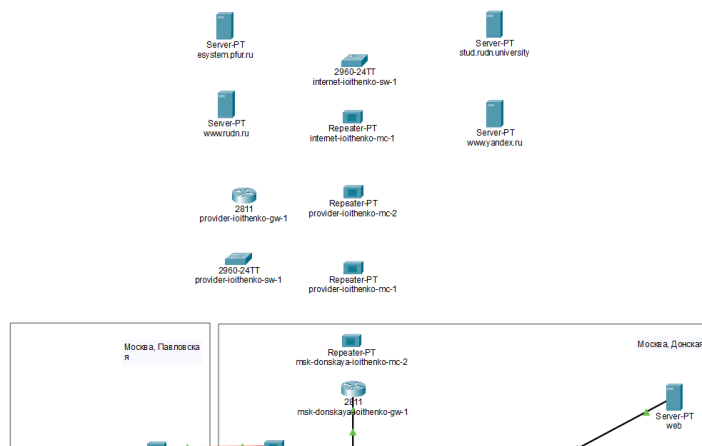 Server-PT
esystem.pfur.ru
Server-PT
stud.rudn.university
2960-24TT
internet-ioithenko-sw-1
Server-PT
www.rudn.ru
Repeater-PT
internet-ioithenko-mc-1
Server-PT
www.yandex.ru
2811
provider-ioithenko-gw-1
Repeater-PT
provider-ioithenko-mc-2
2960-24TT
provider-ioithenko-sw-1
Repeater-PT
provider-ioithenko-mc-1
Москва, Павловска
я
Repeater-PT
msk-donskaya-ioithenko-mc-2
Москва, Донская
2811
msk-donskaya-ioithenko-gw-1
Server-PT
web